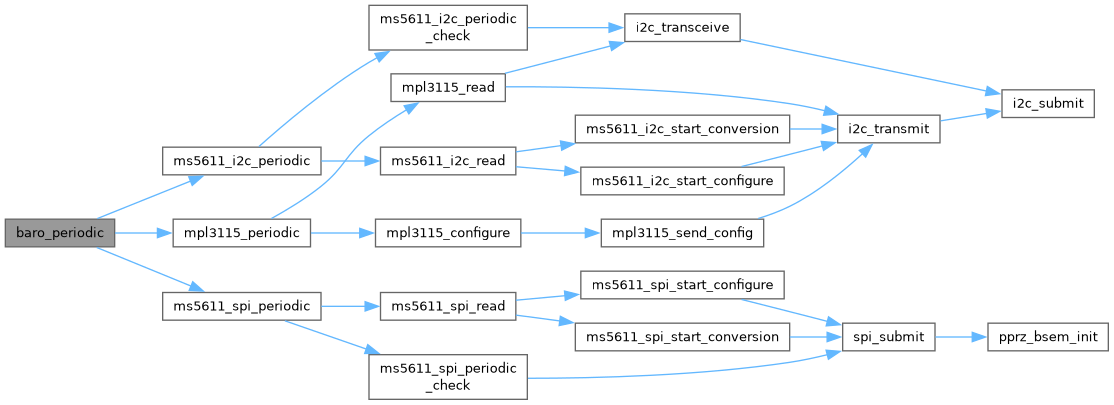 baro_periodic
ms5611_i2c_periodic
mpl3115_periodic
ms5611_spi_periodic
ms5611_i2c_periodic
_check
mpl3115_read
ms5611_i2c_read
mpl3115_configure
ms5611_spi_read
ms5611_spi_periodic
_check
i2c_transceive
ms5611_i2c_start_conversion
ms5611_i2c_start_configure
mpl3115_send_config
ms5611_spi_start_configure
ms5611_spi_start_conversion
i2c_transmit
spi_submit
i2c_submit
pprz_bsem_init